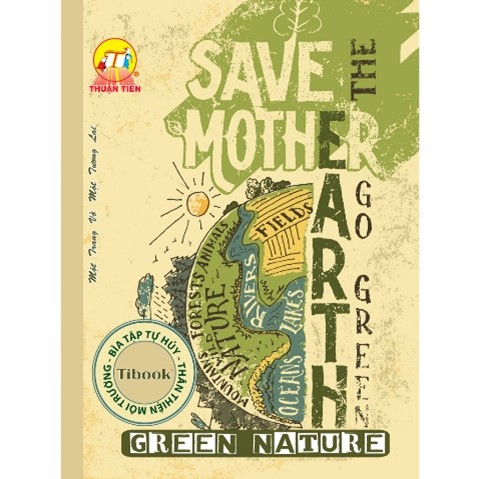 THUẬN TIẾN
®
Một Trang Vở Một Tương Lai
SAVE
THE
MOTHER
EARTH
GO GREEN
FIELDS
FORESTS ANIMALS
NATURE
RIVERS
LAKES
MOUNTAINS
OCEANS
BÌA TẬP TỰ HỦY - THÂN THIỆN MÔI TRƯỜNG -
Tibook
GREEN NATURE